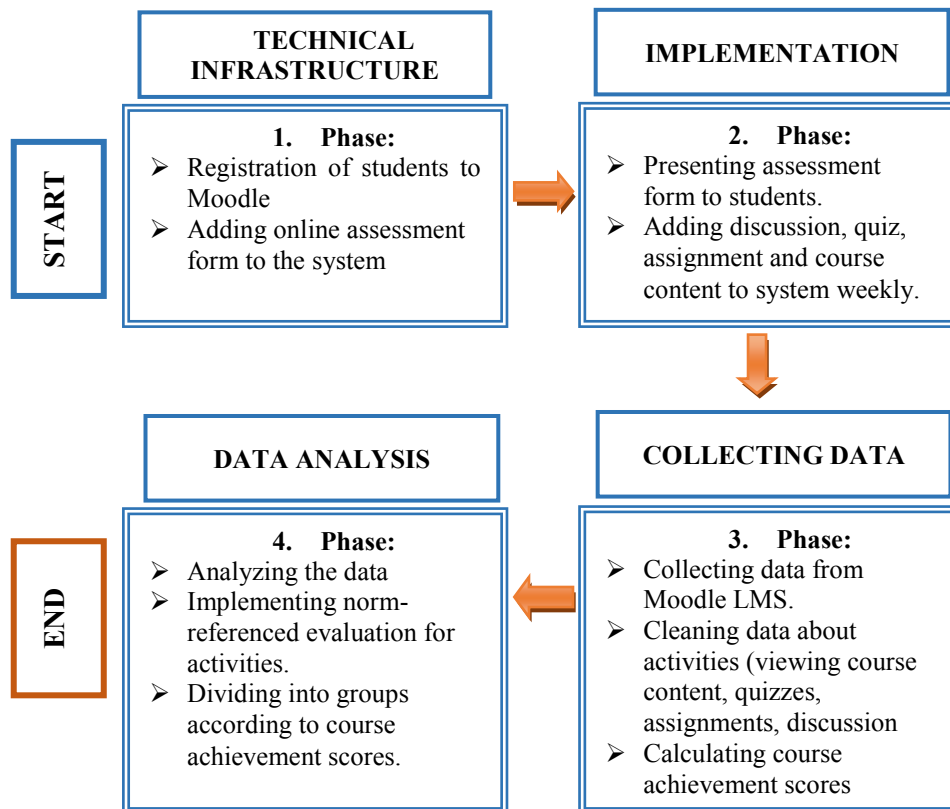 START
TECHNICAL
INFRASTRUCTURE
1. Phase:
➢ Registration of students to
Moodle
➢ Adding online assessment
form to the system
IMPLEMENTATION
2. Phase:
➢ Presenting assessment
form to students.
➢ Adding discussion, quiz,
assignment and course
content to system weekly.
COLLECTING DATA
3. Phase:
➢ Collecting data from
Moodle LMS.
➢ Cleaning data about
activities (viewing course
content, quizzes,
assignments, discussion
➢ Calculating course
achievement scores
DATA ANALYSIS
4. Phase:
➢ Analyzing the data
➢ Implementing norm-
referenced evaluation for
activities.
➢ Dividing into groups
according to course
achievement scores.
END